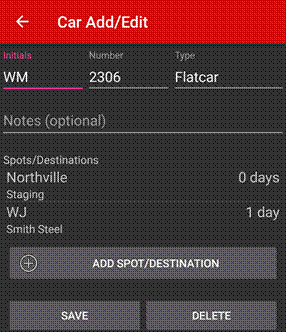 Car Add/Edit
Initials Number Type
WM 2306 Flatcar
Notes (optional)
Spots/Destinations
Northville 0 days
Staging
WJ 1 day
Smith Steel
ADD SPOT/DESTINATION
SAVE DELETE